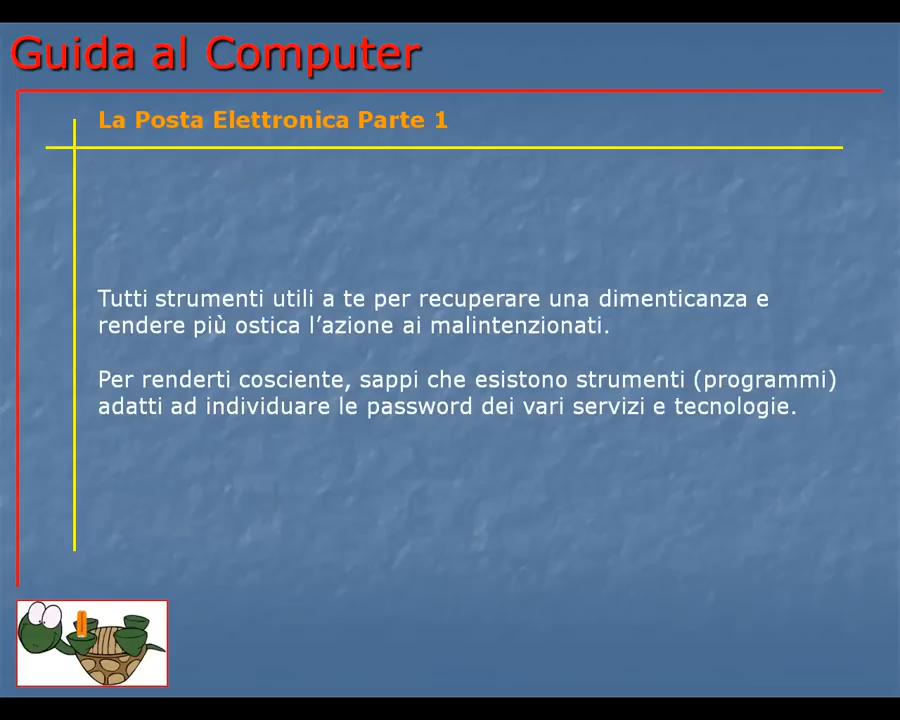 Guida al Computer
La Posta Elettronica Parte 1
Tutti strumenti utili a te per recuperare una dimenticanza e
rendere più ostica l’azione ai malintenzionati.
Per renderti cosciente, sappi che esistono strumenti (programmi)
adatti ad individuare le password dei vari servizi e tecnologie.